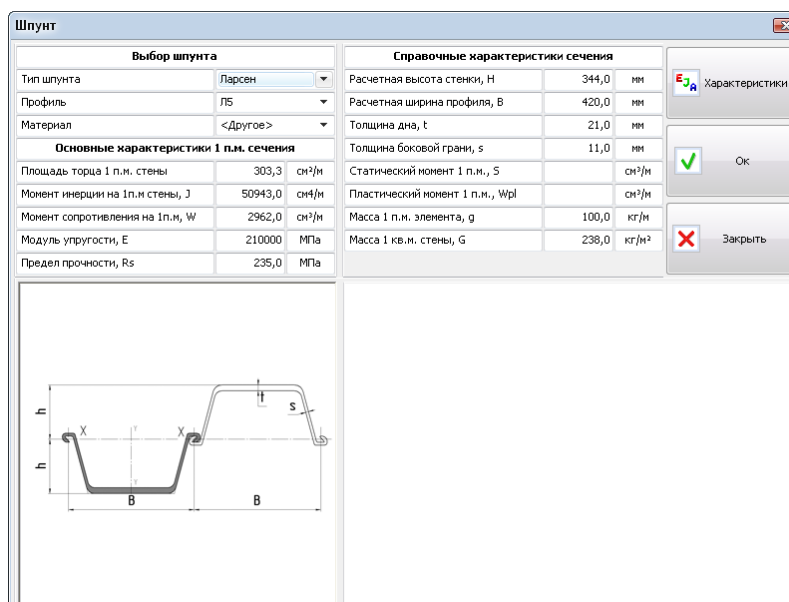 Шпунт
Выбор шпунта
Тип шпунта Ларсен
Профиль Л5
Материал <Другое>
Основные характеристики 1 п.м. сечения
Площадь торца 1 п.м. стены 303,3 см²/м
Момент инерции на 1п.м стены, J 50943,0 см4/м
Момент сопротивления на 1п.м, W 2962,0 см³/м
Модуль упругости, E 210000 МПа
Предел прочности, Rs 235,0 МПа
Справочные характеристики сечения
Расчетная высота стенки, H 344,0 мм
Расчетная ширина профиля, B 420,0 мм
Толщина дна, t 21,0 мм
Толщина боковой грани, s 11,0 мм
Статический момент 1 п.м., S см³/м
Пластический момент 1 п.м., Wpl см³/м
Масса 1 п.м. элемента, g 100,0 кг/м
Масса 1 кв.м. стены, G 238,0 кг/м²
EJA Характеристики
Ок
Закрыть
h
h
X
Y
X
Y
t
s
B
B